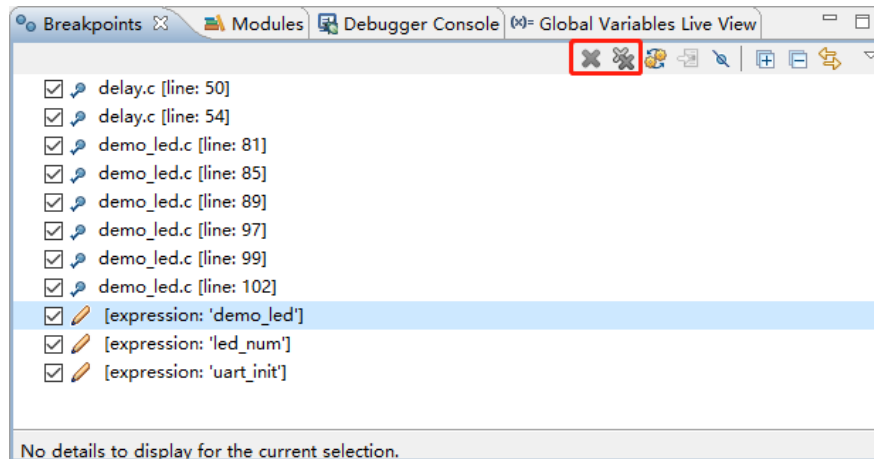 Breakpoints Modules Debugger Console (x)= Global Variables Live View
delay.c [line: 50]
delay.c [line: 54]
demo_led.c [line: 81]
demo_led.c [line: 85]
demo_led.c [line: 89]
demo_led.c [line: 97]
demo_led.c [line: 99]
demo_led.c [line: 102]
[expression: 'demo_led']
[expression: 'led_num']
[expression: 'uart_init']
No details to display for the current selection.